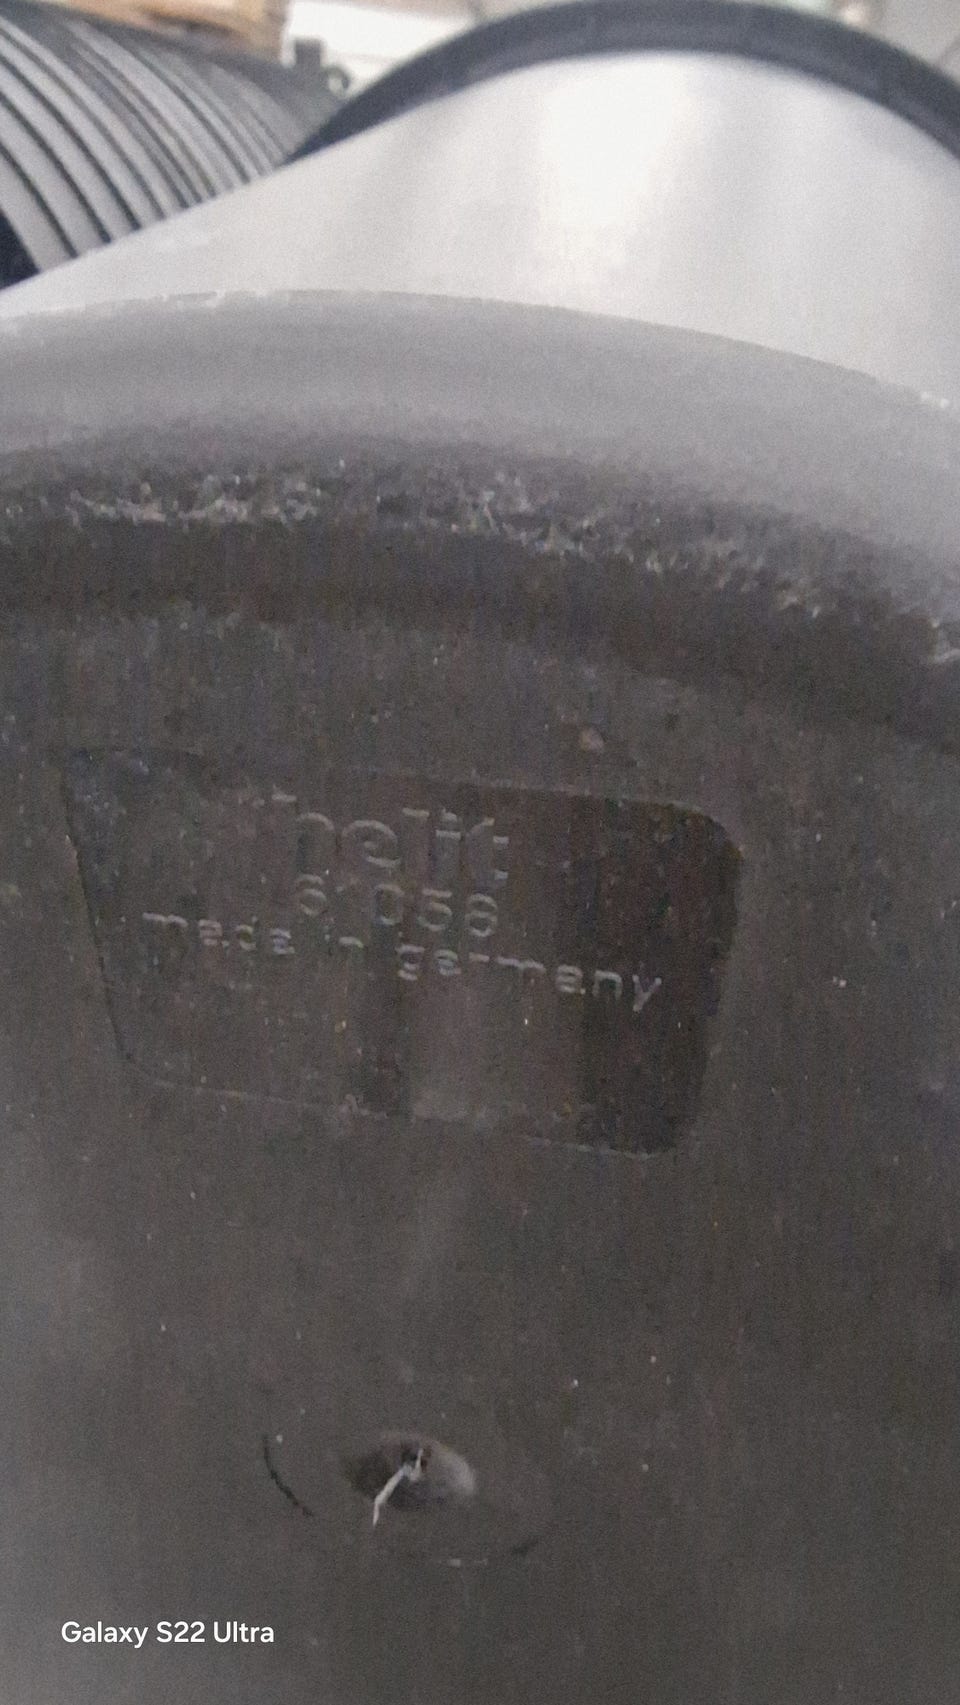 helit
6 058
made in germany
Galaxy S22 Ultra